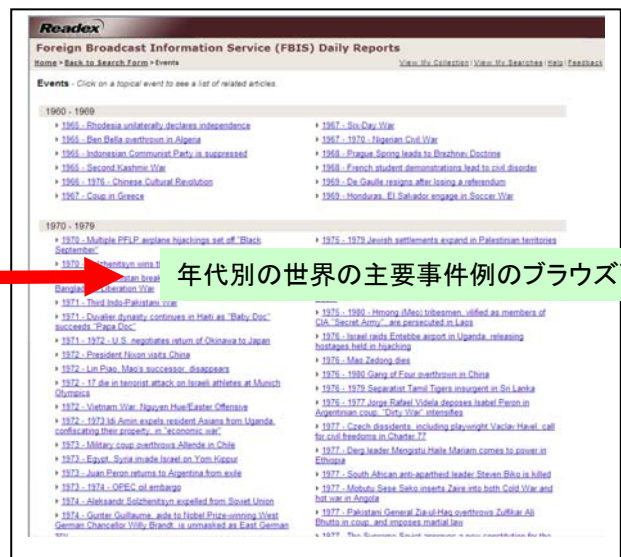 Readex
Foreign Broadcast Information Service (FBIS) Daily Reports
Home > Back to Search Form > Events
View My Collection | View My Searches | Help | Feedback
Events - Click on a topical event to see a list of related articles.
1960 - 1969
1965 - Rhodesia unilaterally declares independence
1965 - Ben Bella overthrown in Algeria
1965 - Indonesian Communist Party is suppressed
1965 - Second Kashmir War
1966 - 1976 - Chinese Cultural Revolution
1967 - Coup in Greece
1967 - Six-Day War
1967 - 1970 - Nigerian Civil War
1968 - Prague Spring leads to Brezhnev Doctrine
1968 - French student demonstrations lead to civil disorder
1969 - De Gaulle resigns after losing a referendum
1969 - Honduras, El Salvador engage in Soccer War
1970 - 1979
1970 - Multiple PFLP airplane hijackings set off "Black
September"
1970 - Solzhenitsyn wins
Bangladesh Liberation War
1971 - Third Indo-Pakistani War
1971 - Duvalier dynasty continues in Haiti as "Baby Doc"
succeeds "Papa Doc"
1971 - 1972 - U.S. negotiates return of Okinawa to Japan
1972 - President Nixon visits China
1972 - Lin Piao, Mao's successor, disappears
1972 - 17 die in terrorist attack on Israeli athletes at Munich
Olympics
1972 - Vietnam War: Nguyen Hue/Easter Offensive
1972 - 1973 Idi Amin expels resident Asians from Uganda,
confiscating their property, in "economic war"
1973 - Military coup overthrows Allende in Chile
1973 - Egypt, Syria invade Israel on Yom Kippur
1973 - Juan Peron returns to Argentina from exile
1973 - 1974 - OPEC oil embargo
1974 - Aleksandr Solzhenitsyn expelled from Soviet Union
1974 - Gunter Guillaume, aide to Nobel Prize-winning West
German Chancellor Willy Brandt, is unmasked as East German
spy
1975 - 1979 Jewish settlements expand in Palestinian territories
年代別の世界の主要事件例のブラウズ
1975 - 1980 - Hmong (Meo) tribesmen, vilified as members of
CIA "Secret Army", are persecuted in Laos
1976 - Israel raids Entebbe airport in Uganda, releasing
hostages held in hijacking
1976 - Mao Zedong dies
1976 - 1980 Gang of Four overthrown in China
1976 - 1979 Separatist Tamil Tigers insurgent in Sri Lanka
1976 - 1977 Jorge Rafael Videla deposes Isabel Peron in
Argentinian coup. "Dirty War" intensifies
1977 - Czech dissidents, including playwright Vaclav Havel, call
for civil freedoms in Charter 77
1977 - Derg leader Mengistu Haile Mariam comes to power in
Ethiopia
1977 - South African anti-apartheid leader Steven Biko is killed
1977 - Mobutu Sese Seko inserts Zaire into both Cold War and
hot war in Angola
1977 - Pakistani General Zia-ul-Haq overthrows Zulfikar Ali
Bhutto in coup, and imposes martial law
1977 - The Supreme Soviet approves a new constitution for the